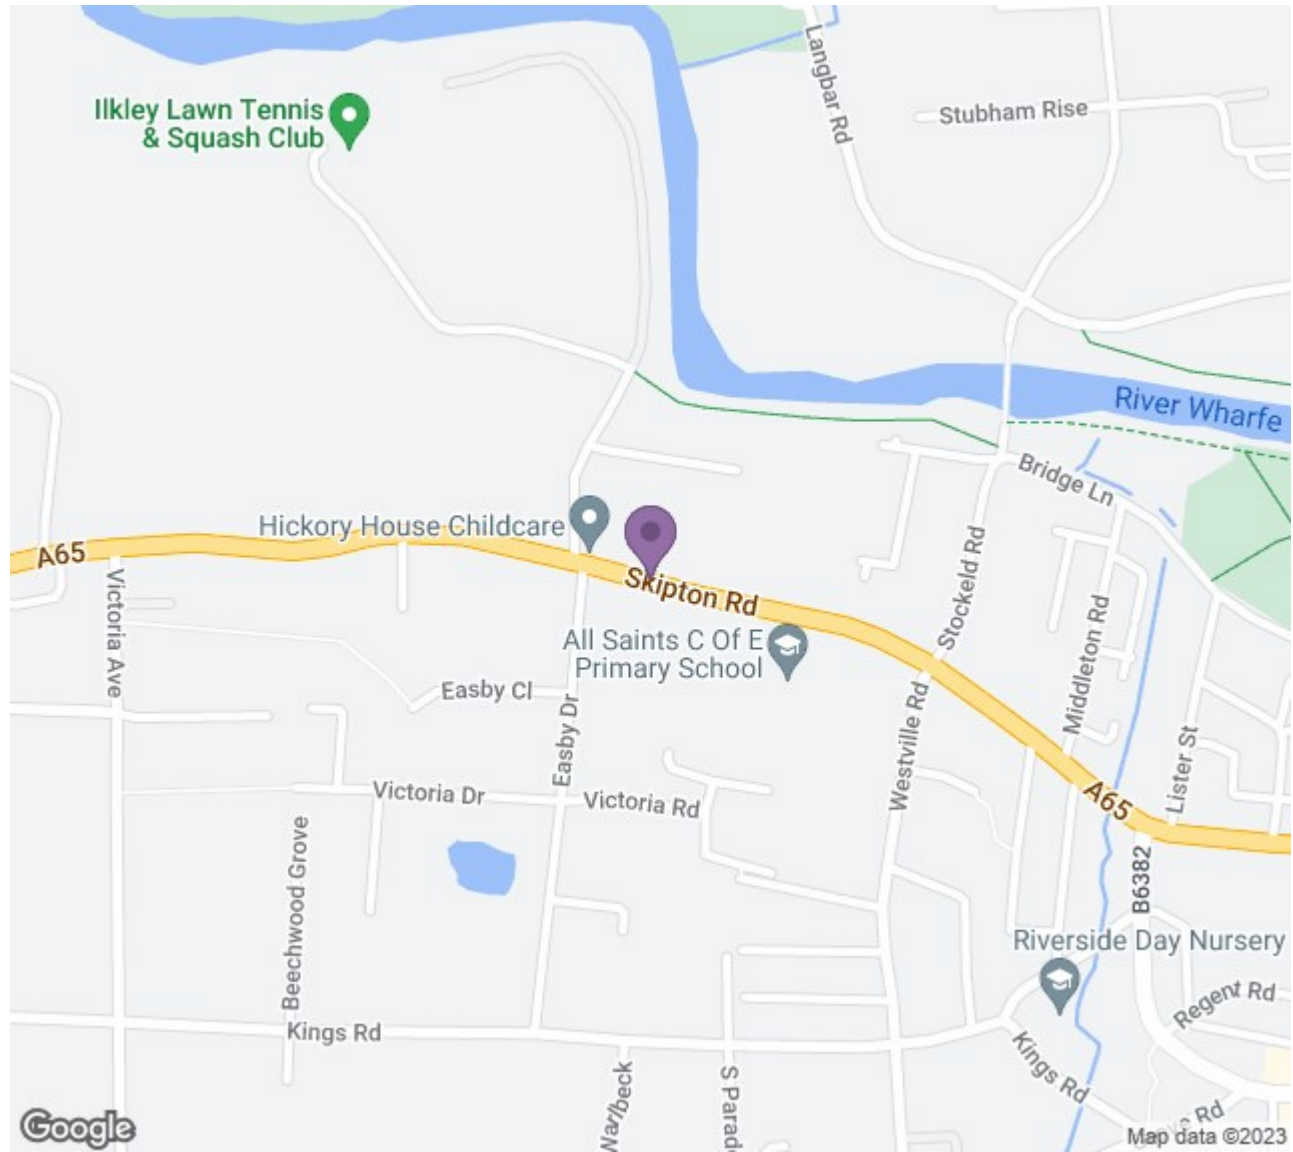 Langbar Rd
Ilkley Lawn Tennis
& Squash Club
Stubham Rise
River Wharfe
Bridge Ln
Hickory House Childcare
A65
Skipton Rd
Stockeld Rd
Victoria Ave
All Saints C Of E
Primary School
Middleton Rd
Easby Cl
Easby Dr
Westville Rd
Lister St
Victoria Dr
Victoria Rd
A65
Beechwood Grove
B6382
Riverside Day Nursery
Regent Rd
Kings Rd
Kings Rd
Warlbeck
S Parad
Rd
Google
Map data ©2023